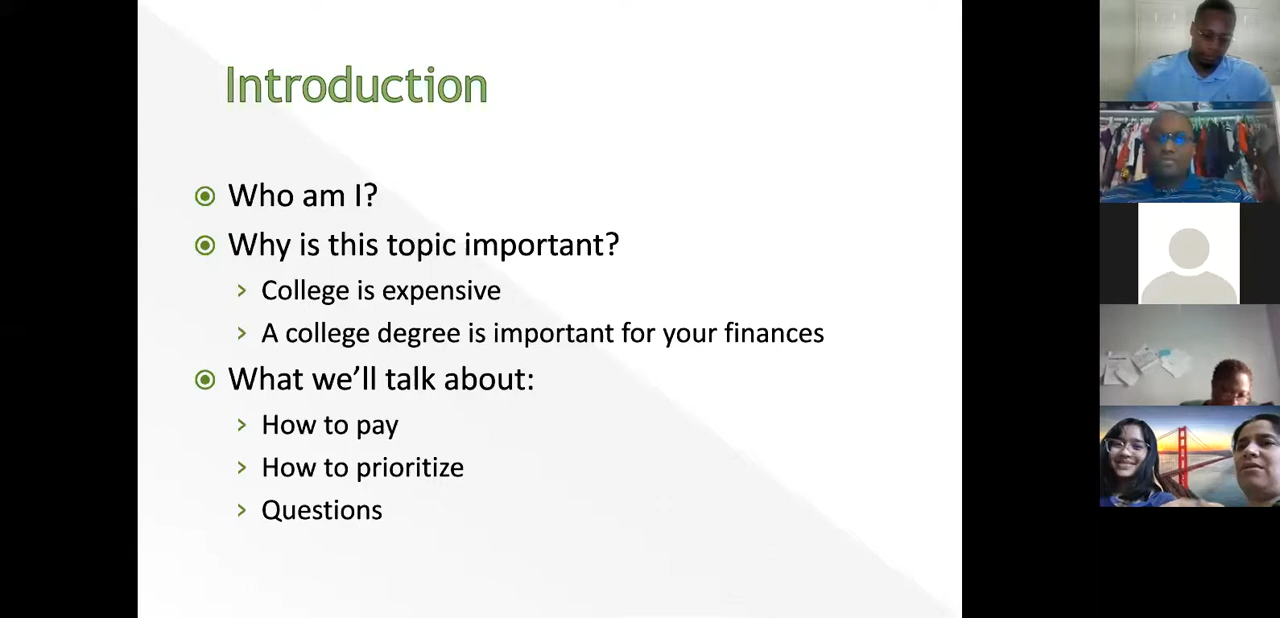 Introduction
Who am I?
Why is this topic important?
College is expensive
A college degree is important for your finances
What we'll talk about:
How to pay
How to prioritize
Questions